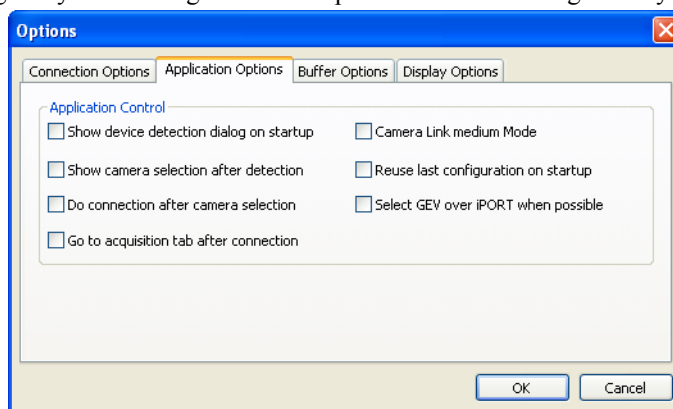 Options
Connection Options Application Options Buffer Options Display Options
Application Control
Show device detection dialog on startup
Camera Link medium Mode
Show camera selection after detection
Reuse last configuration on startup
Do connection after camera selection
Select GEV over iPORT when possible
Go to acquisition tab after connection
OK Cancel